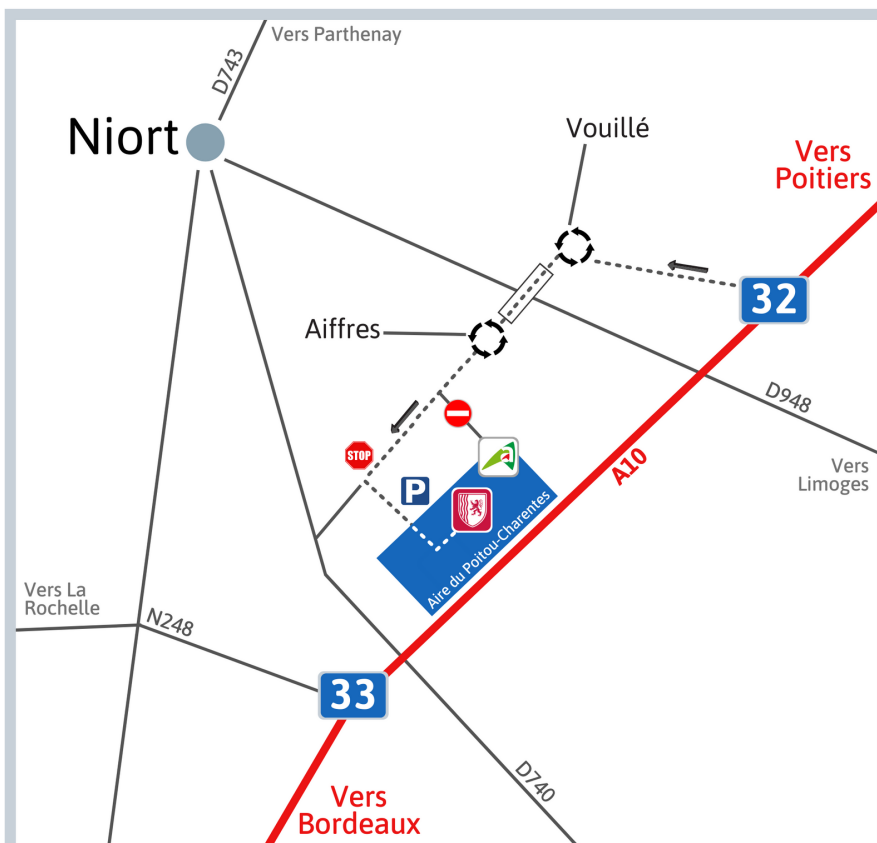 Vers Parthenay
D743
Niort
Vouillé
Vers
Poitiers
32
Aiffres
D948
STOP
Vers
Limoges
A10
P
Aire du Poitou-Charentes
Vers La
Rochelle
N248
33
D740
Vers
Bordeaux